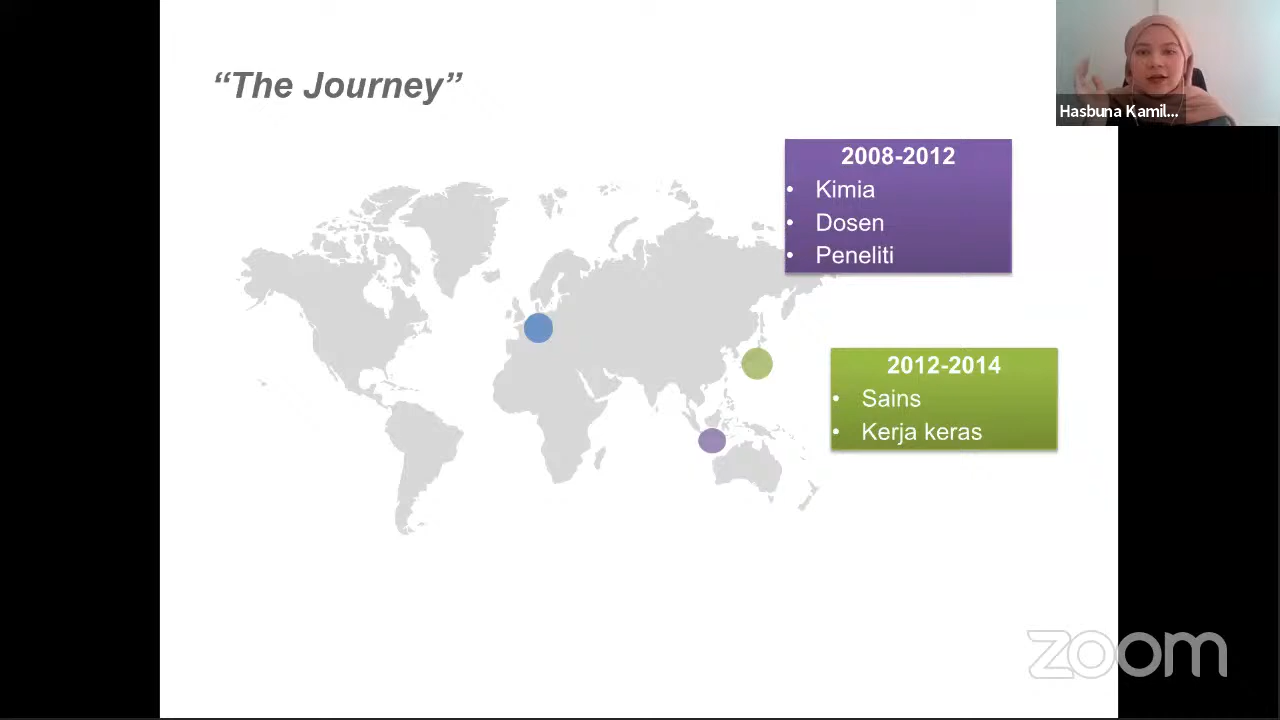 “The Journey”
Hasbuna Kamil...
2008-2012
• Kimia
• Dosen
• Peneliti
2012-2014
• Sains
• Kerja keras
zoom